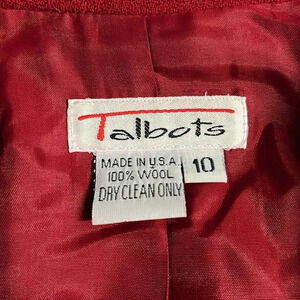 Talbots
MADE IN U.S.A.
100% WOOL
DRY CLEAN ONLY
10